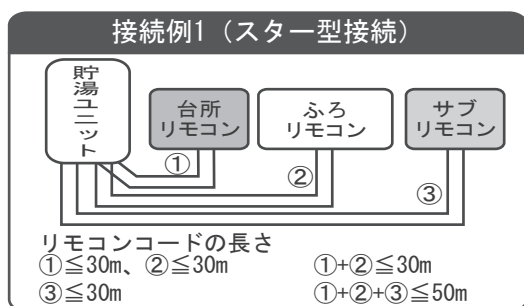 接続例1（スター型接続）
貯湯ユニット
台所
リモコン
ふろ
リモコン
サブ
リモコン
①
②
③
リモコンコードの長さ
①≦30m、②≦30m
①+②≦30m
③≦30m
①+②+③≦50m